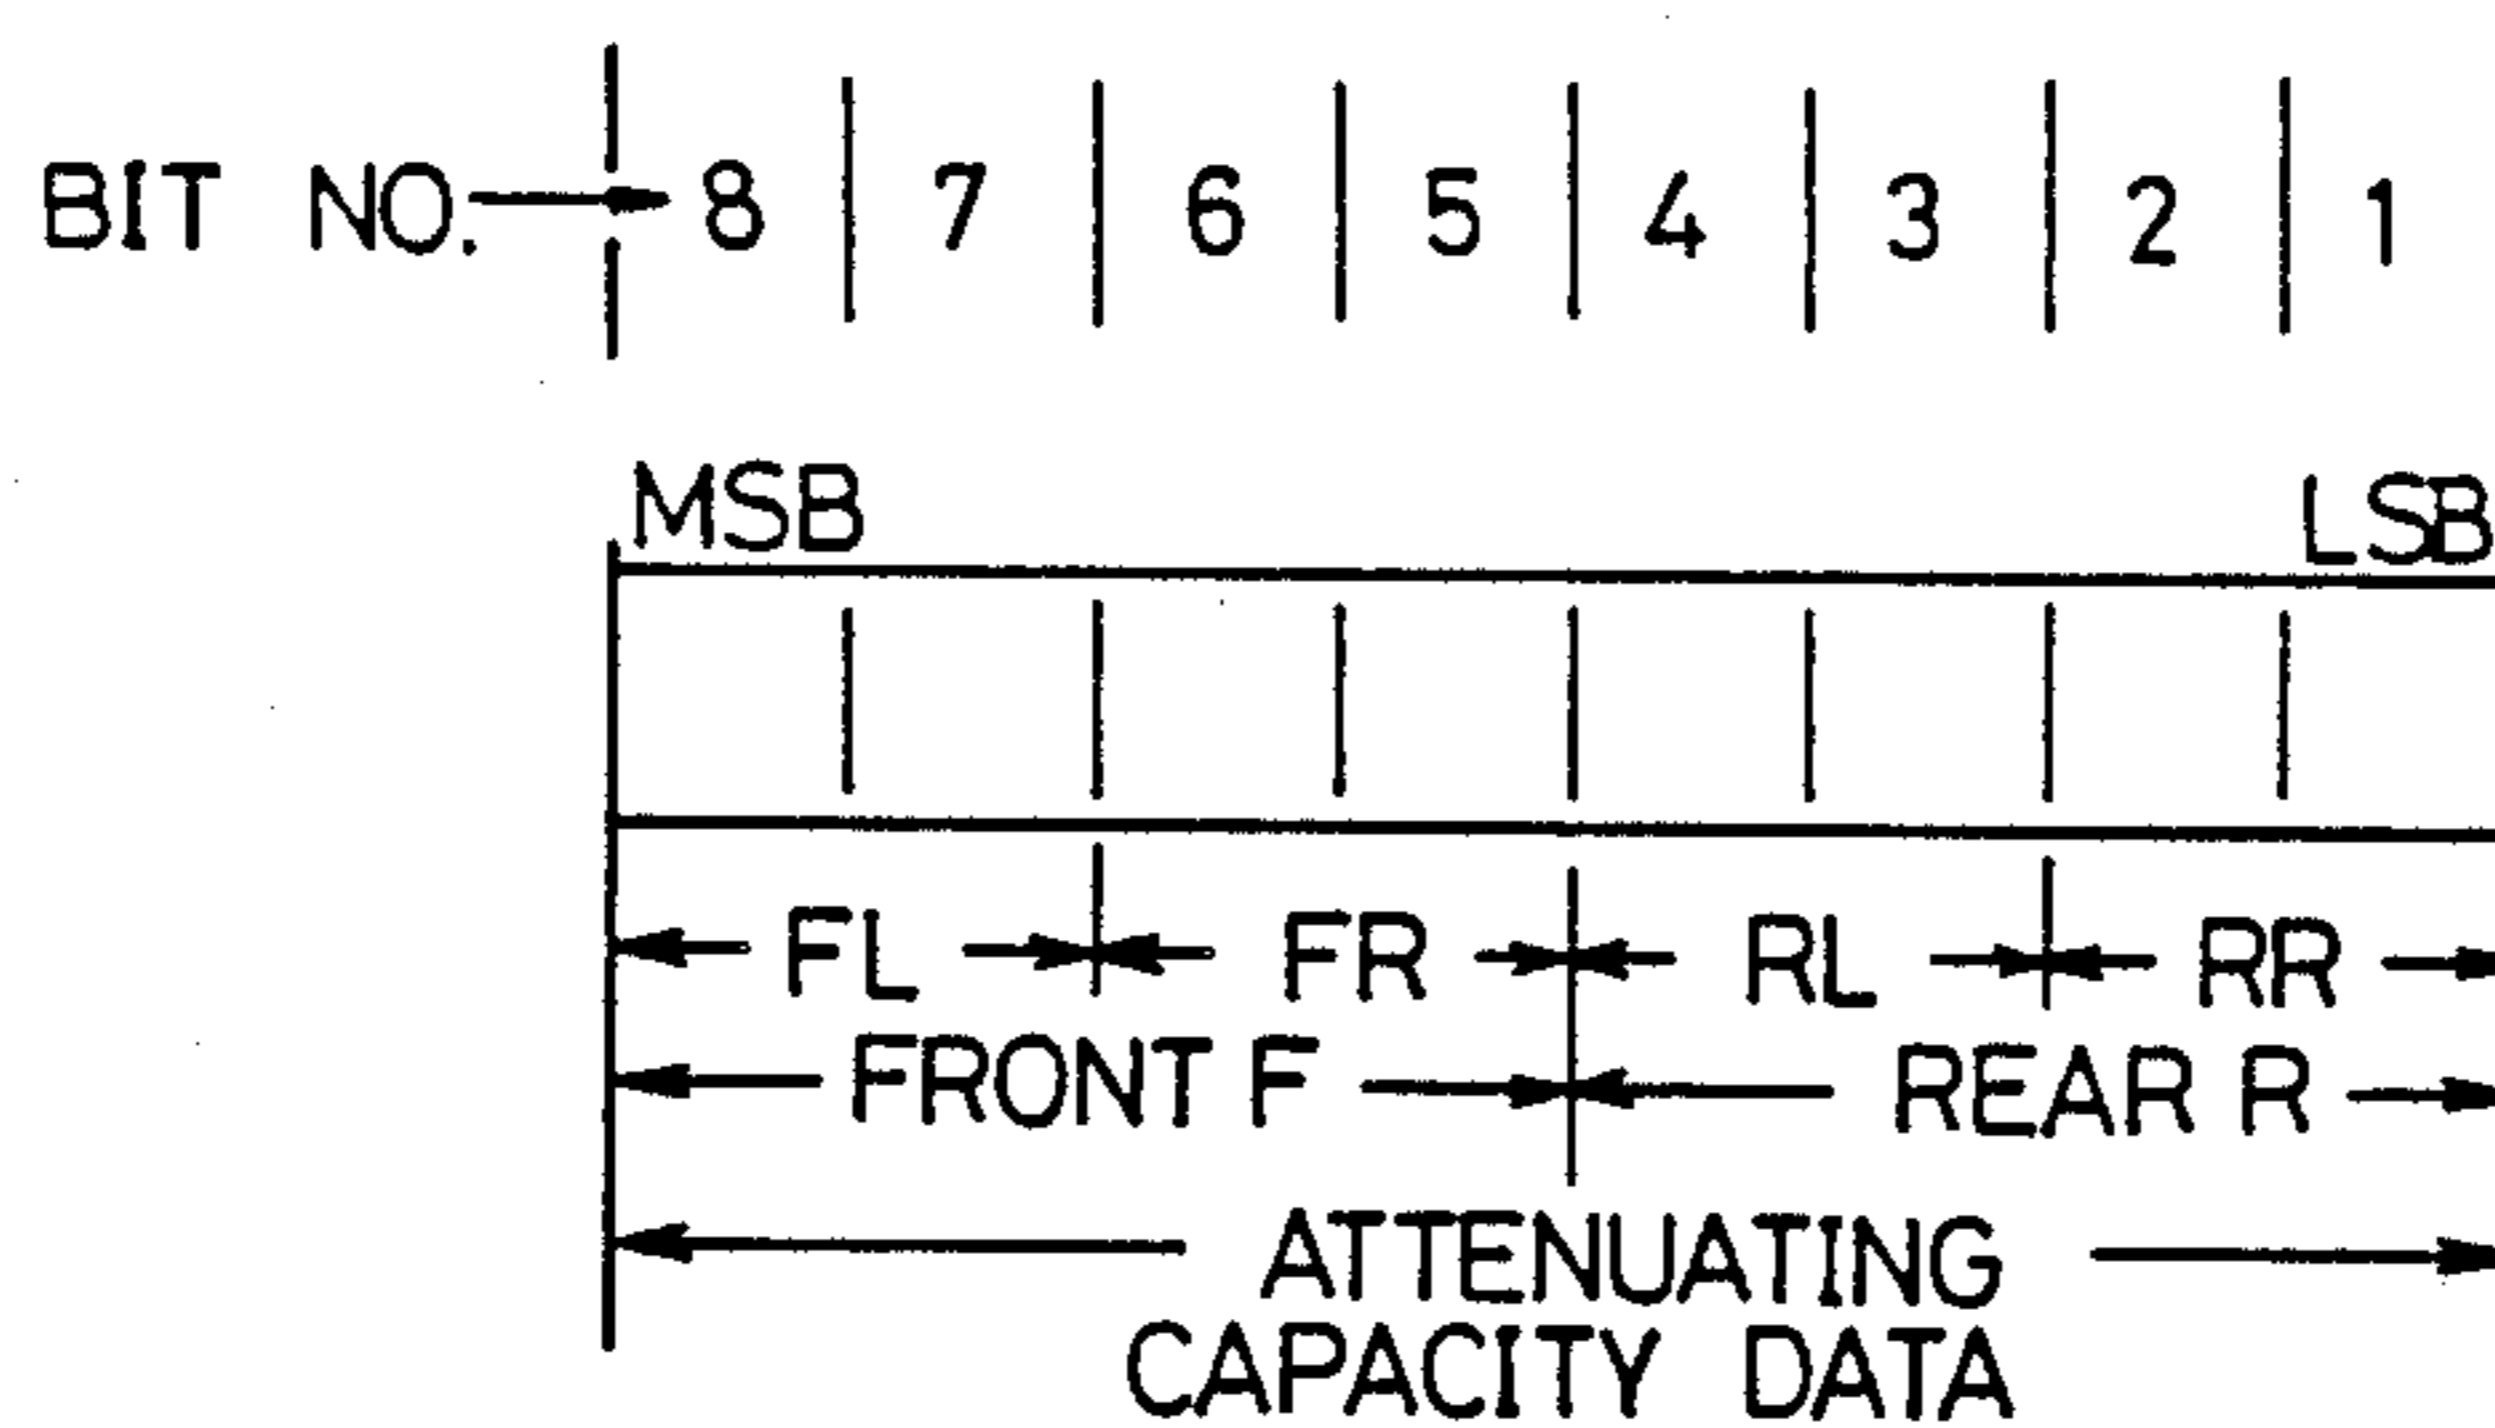 BIT NO. 8 7 6 5 4 3 2 1
MSB LSB
FL FR RL RR
FRONT F REAR R
ATTENUATING
CAPACITY DATA